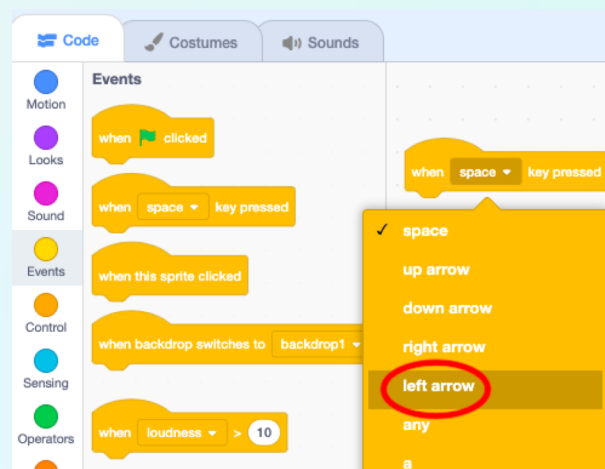 Code
Costumes
Sounds
Motion
Looks
Sound
Events
Control
Sensing
Operators
Events
when clicked
when space key pressed
when this sprite clicked
when backdrop switches to backdrop1
when loudness > 10
when space key pressed
✓ space
up arrow
down arrow
right arrow
left arrow
any
a